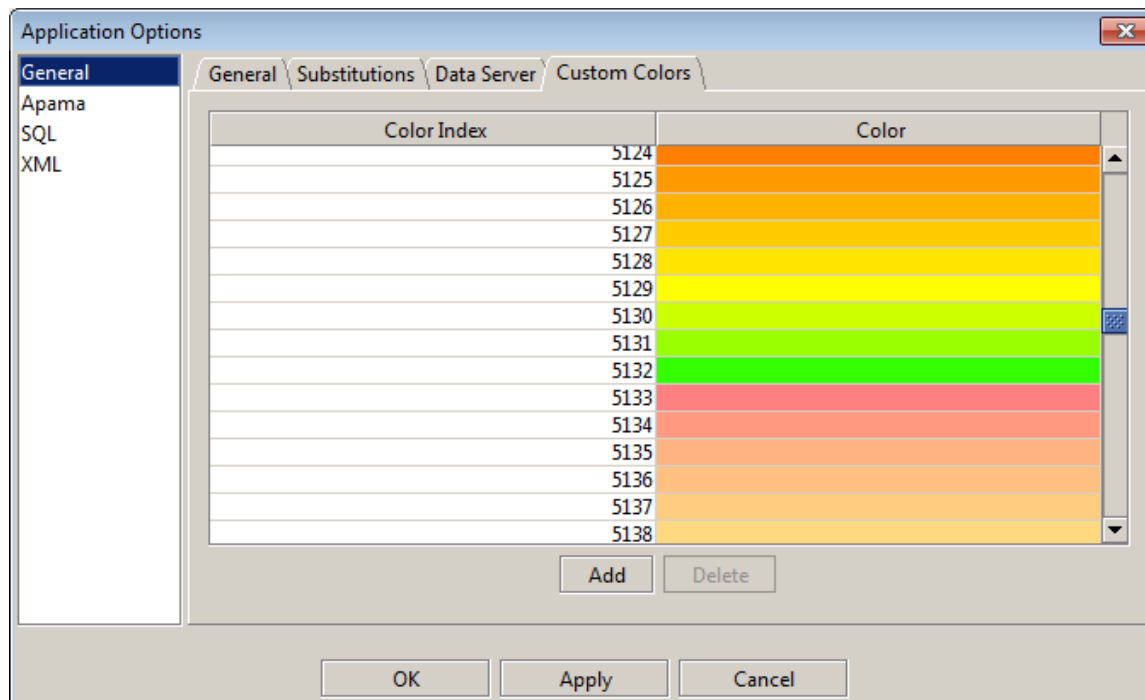 Application Options
General
Apama
SQL
XML
General Substitutions Data Server Custom Colors
Color Index Color
5124
5125
5126
5127
5128
5129
5130
5131
5132
5133
5134
5135
5136
5137
5138
Add Delete
OK Apply Cancel